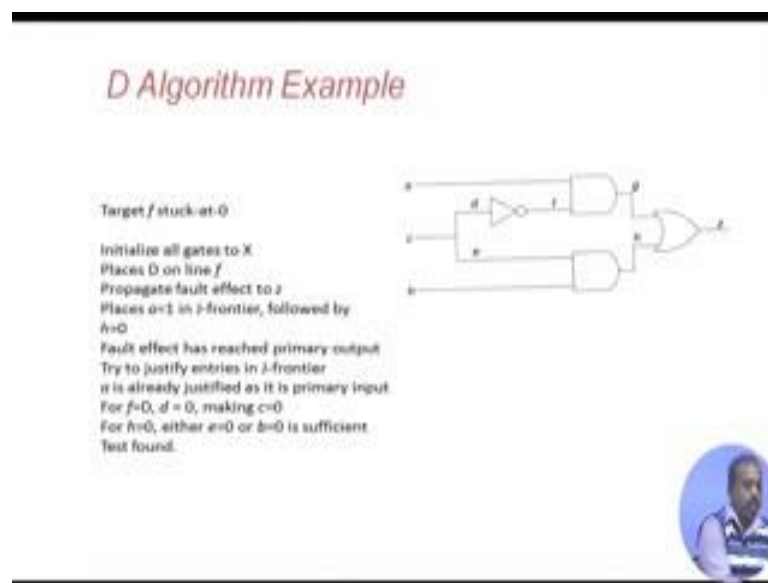 D Algorithm Example
Target f stuck-at-0
Initialize all gates to X
Places D on line f
Propagate fault effect to z
Places a=1 in J-frontier, followed by
h=0
Fault effect has reached primary output
Try to justify entries in J-frontier
a is already justified as it is primary input
For f=D, d = 0, making c=0
For h=0, either e=0 or b=0 is sufficient
Test found.
a
d
f
g
c
e
h
z
b